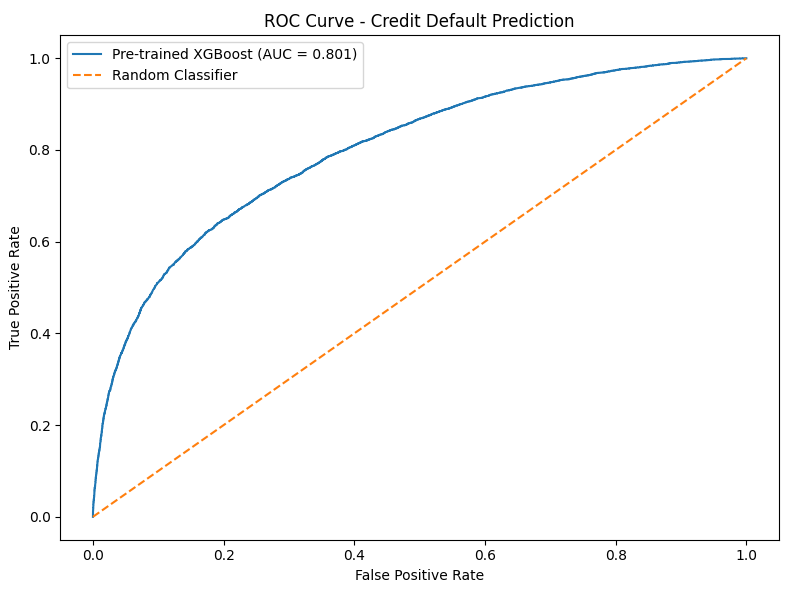 ROC Curve - Credit Default Prediction
Pre-trained XGBoost (AUC = 0.801)
Random Classifier
True Positive Rate
1.0
0.8
0.6
0.4
0.2
0.0
0.0 0.2 0.4 0.6 0.8 1.0
False Positive Rate